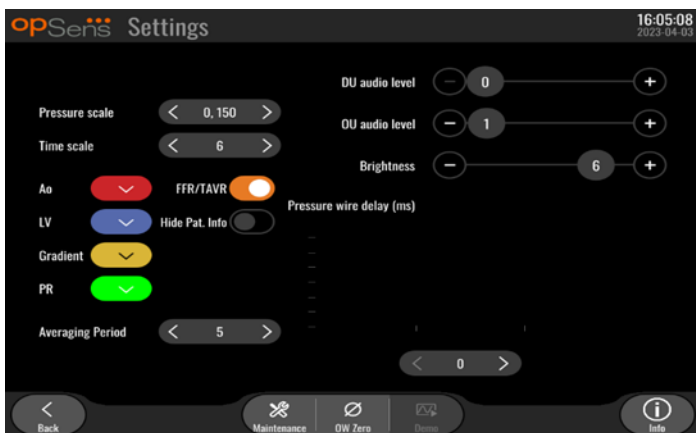 opSens Settings
16:05:08
2023-04-03
DU audio level
0
Pressure scale
0, 150
OU audio level
1
Time scale
6
Brightness
6
Ao
FFR/TAVR
Pressure wire delay (ms)
LV
Hide Pat. Info
Gradient
PR
Averaging Period
5
0
Back
Maintenance
OW Zero
Demo
Info